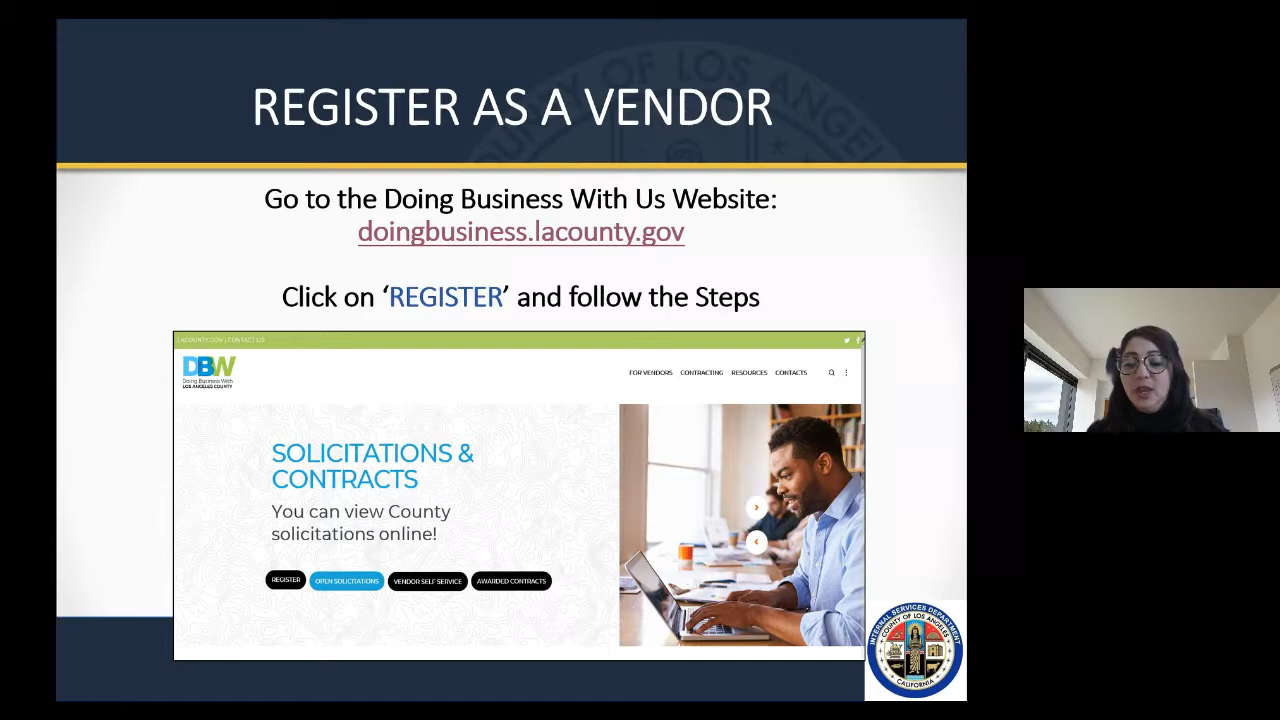 REGISTER AS A VENDOR
Go to the Doing Business With Us Website:
doingbusiness.lacounty.gov
Click on ‘REGISTER’ and follow the Steps
LACOUNTY.GOV | CONTACT US
DBW
Doing Business With
LOS ANGELES COUNTY
FOR VENDORS CONTRACTING RESOURCES CONTACTS
SOLICITATIONS &
CONTRACTS
You can view County
solicitations online!
REGISTER OPEN SOLICITATIONS VENDOR SELF SERVICE AWARDED CONTRACTS
INTERNAL SERVICES DEPARTMENT
COUNTY OF LOS ANGELES
CALIFORNIA